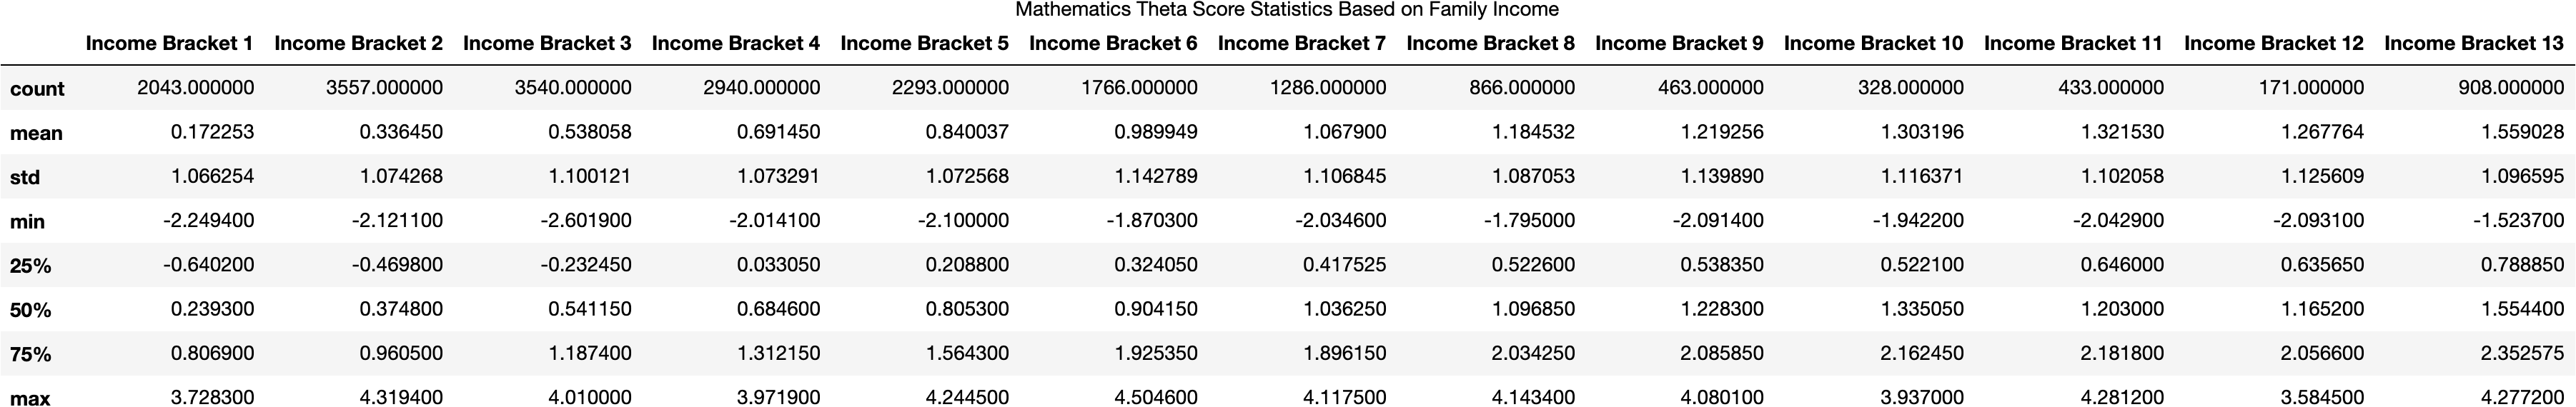 Mathematics Theta Score Statistics Based on Family Income
Income Bracket 1 Income Bracket 2 Income Bracket 3 Income Bracket 4 Income Bracket 5 Income Bracket 6 Income Bracket 7 Income Bracket 8 Income Bracket 9 Income Bracket 10 Income Bracket 11 Income Bracket 12 Income Bracket 13
count 2043.000000 3557.000000 3540.000000 2940.000000 2293.000000 1766.000000 1286.000000 866.000000 463.000000 328.000000 433.000000 171.000000 908.000000
mean 0.172253 0.336450 0.538058 0.691450 0.840037 0.989949 1.067900 1.184532 1.219256 1.303196 1.321530 1.267764 1.559028
std 1.066254 1.074268 1.100121 1.073291 1.072568 1.142789 1.106845 1.087053 1.139890 1.116371 1.102058 1.125609 1.096595
min -2.249400 -2.121100 -2.601900 -2.014100 -2.100000 -1.870300 -2.034600 -1.795000 -2.091400 -1.942200 -2.042900 -2.093100 -1.523700
25% -0.640200 -0.469800 -0.232450 0.033050 0.208800 0.324050 0.417525 0.522600 0.538350 0.522100 0.646000 0.635650 0.788850
50% 0.239300 0.374800 0.541150 0.684600 0.805300 0.904150 1.036250 1.096850 1.228300 1.335050 1.203000 1.165200 1.554400
75% 0.806900 0.960500 1.187400 1.312150 1.564300 1.925350 1.896150 2.034250 2.085850 2.162450 2.181800 2.056600 2.352575
max 3.728300 4.319400 4.010000 3.971900 4.244500 4.504600 4.117500 4.143400 4.080100 3.937000 4.281200 3.584500 4.277200